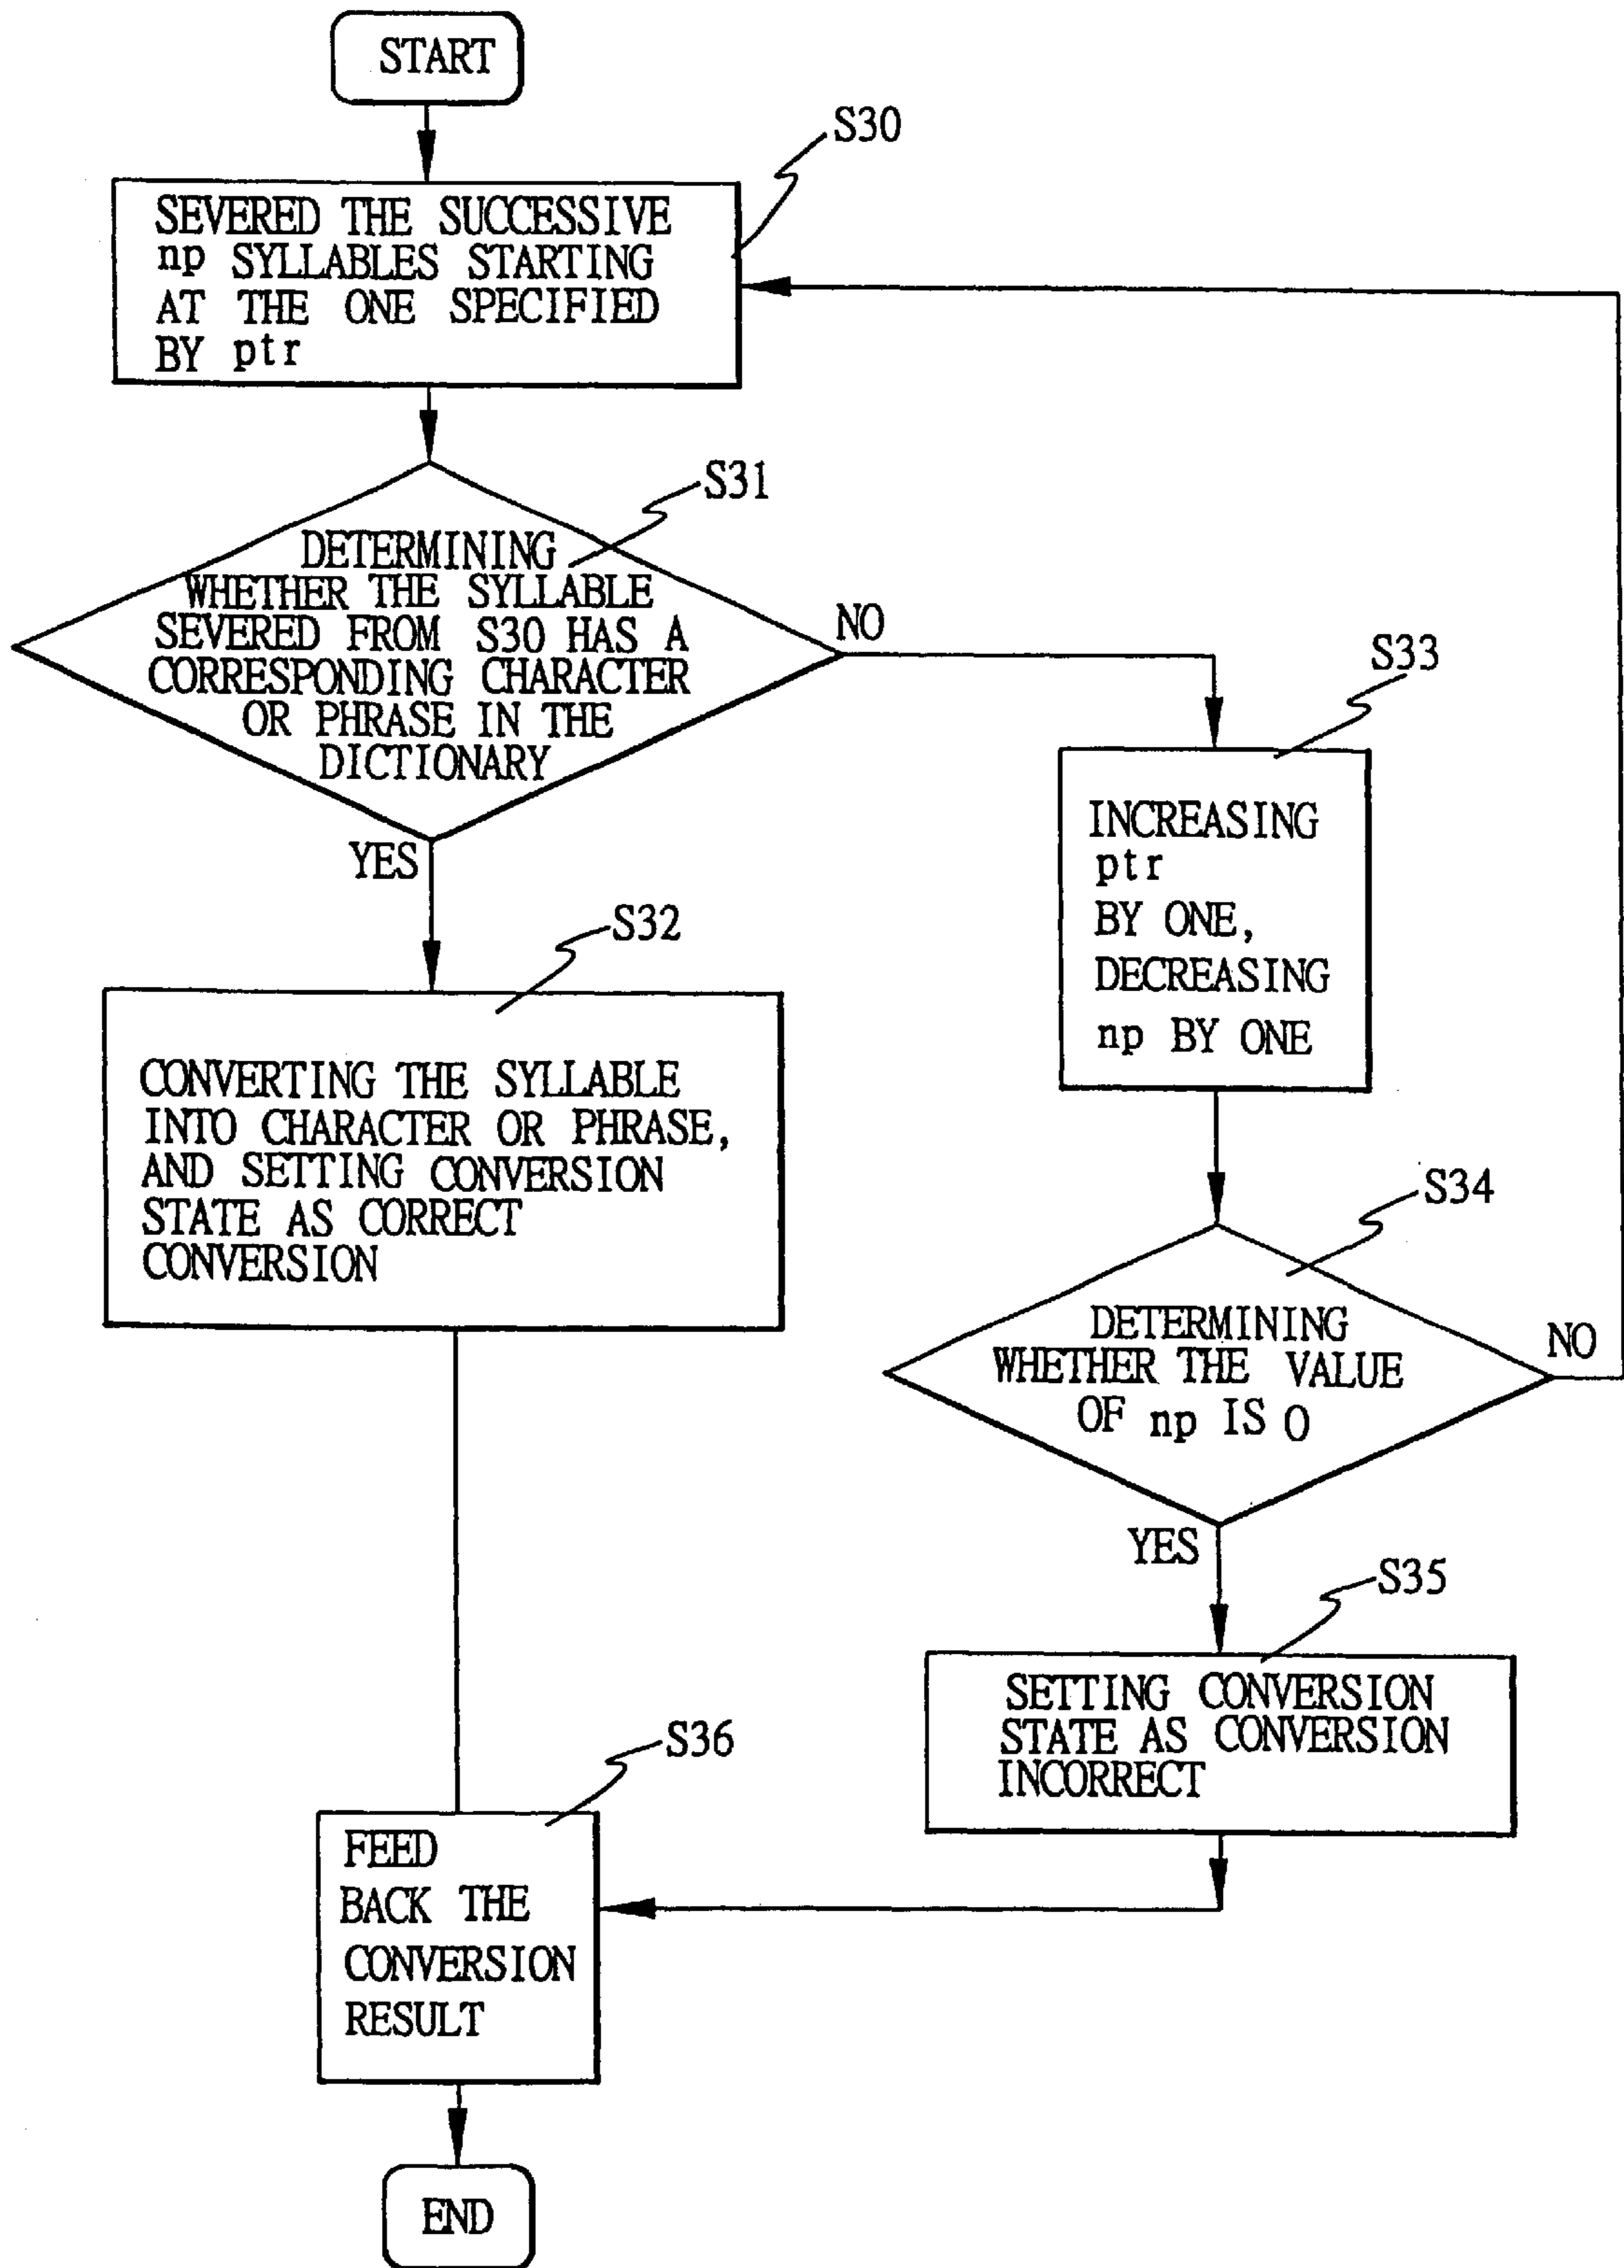 START
S30
SEVERED THE SUCCESSIVE
np SYLLABLES STARTING
AT THE ONE SPECIFIED
BY ptr
S31
DETERMINING
WHETHER THE SYLLABLE
SEVERED FROM S30 HAS A
CORRESPONDING CHARACTER
OR PHRASE IN THE
DICTIONARY
NO
YES
S33
INCREASING
ptr
BY ONE,
DECREASING
np BY ONE
S32
CONVERTING THE SYLLABLE
INTO CHARACTER OR PHRASE,
AND SETTING CONVERSION
STATE AS CORRECT
CONVERSION
S34
DETERMINING
WHETHER THE VALUE
OF np IS 0
NO
YES
S35
SETTING CONVERSION
STATE AS CONVERSION
INCORRECT
S36
FEED
BACK THE
CONVERSION
RESULT
END